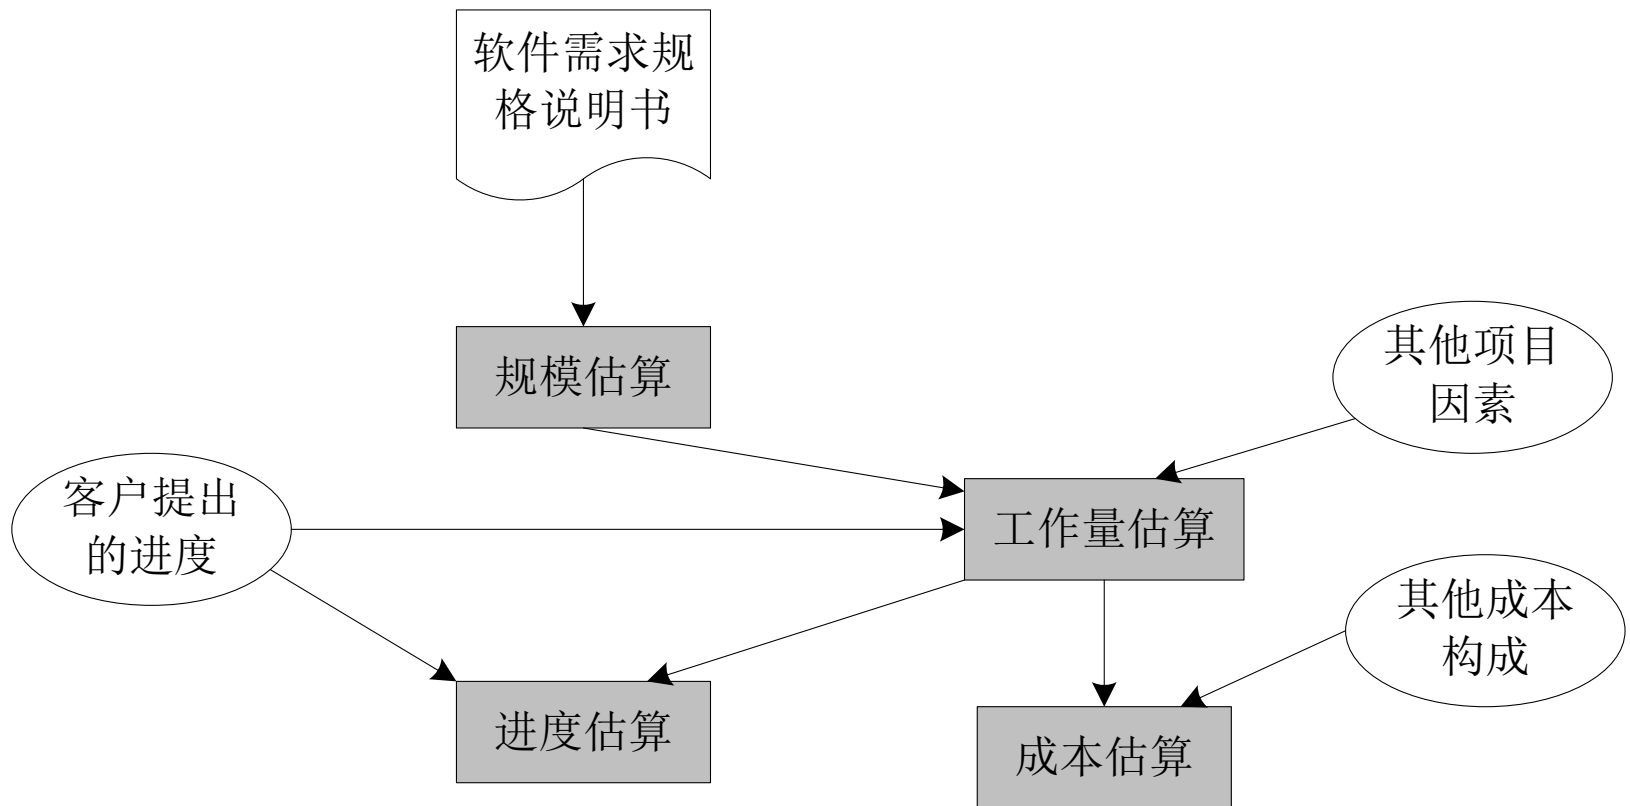 软件需求规
格说明书
规模估算
其他项目
因素
客户提出
的进度
工作量估算
其他成本
构成
进度估算
成本估算